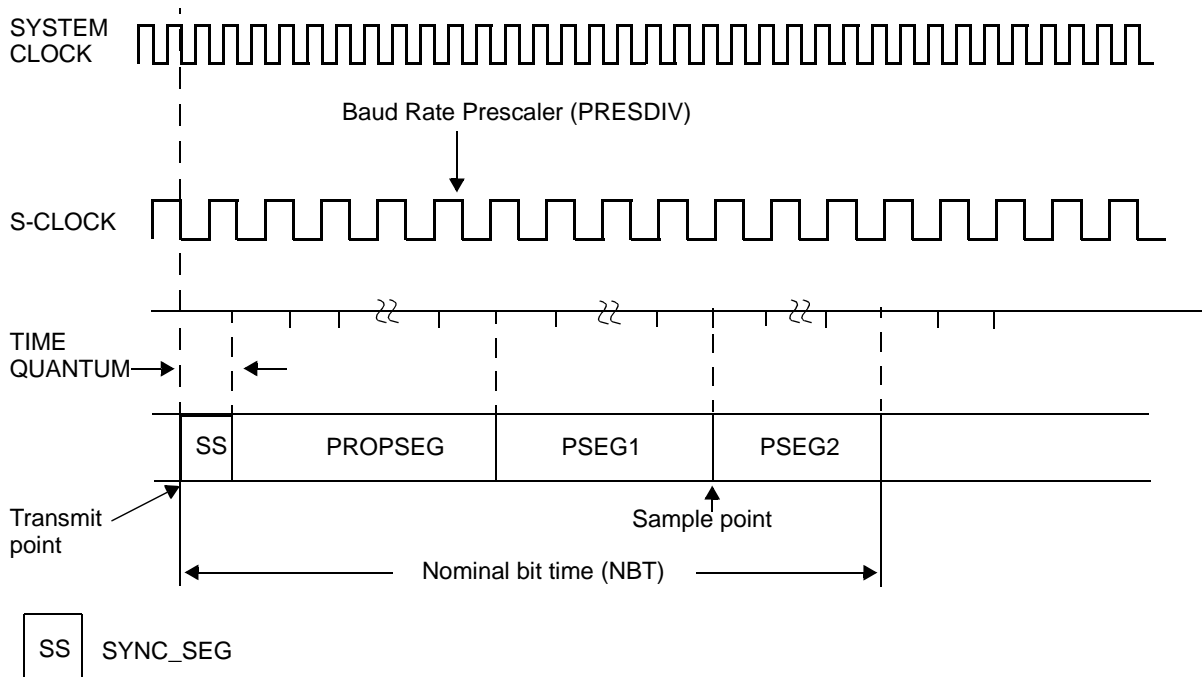 SYSTEM
CLOCK
Baud Rate Prescaler (PRESDIV)
S-CLOCK
TIME
QUANTUM
SS
PROPSEG
PSEG1
PSEG2
Transmit
point
Sample point
Nominal bit time (NBT)
SS
SYNC_SEG